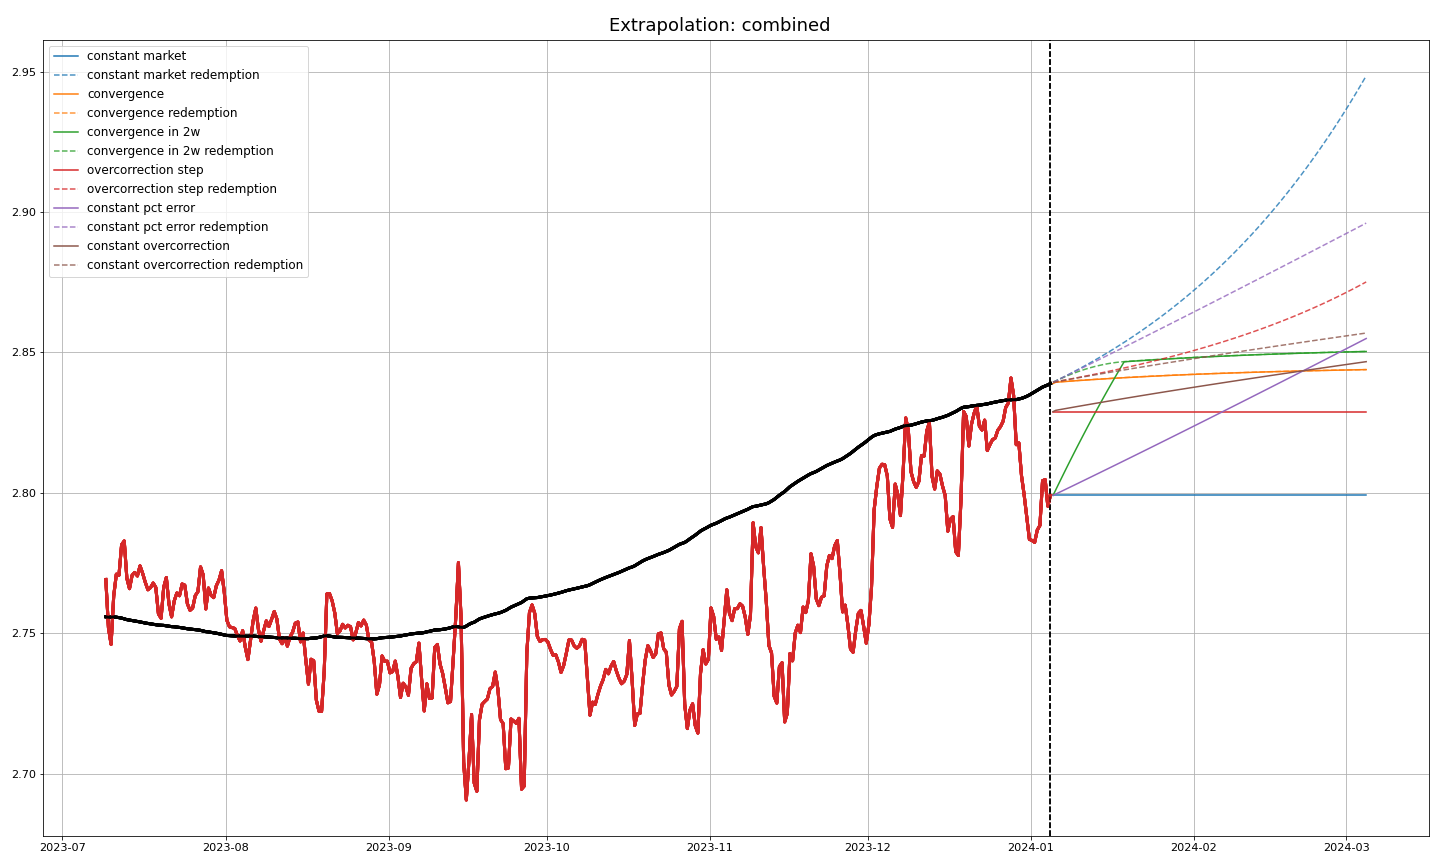 Extrapolation: combined
constant market
constant market redemption
convergence
convergence redemption
convergence in 2w
convergence in 2w redemption
overcorrection step
overcorrection step redemption
constant pct error
constant pct error redemption
constant overcorrection
constant overcorrection redemption
2.95
2.90
2.85
2.80
2.75
2.70
2023-07
2023-08
2023-09
2023-10
2023-11
2023-12
2024-01
2024-02
2024-03